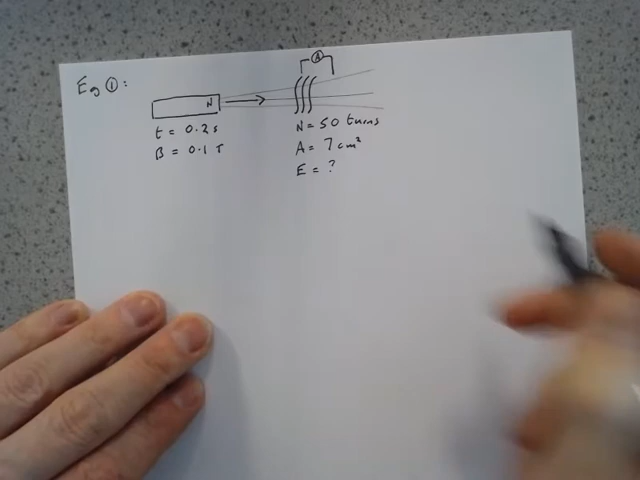 Eg ①:
A
N
t = 0.2 s
B = 0.1 T
N = 50 turns
A = 7 cm²
E = ?